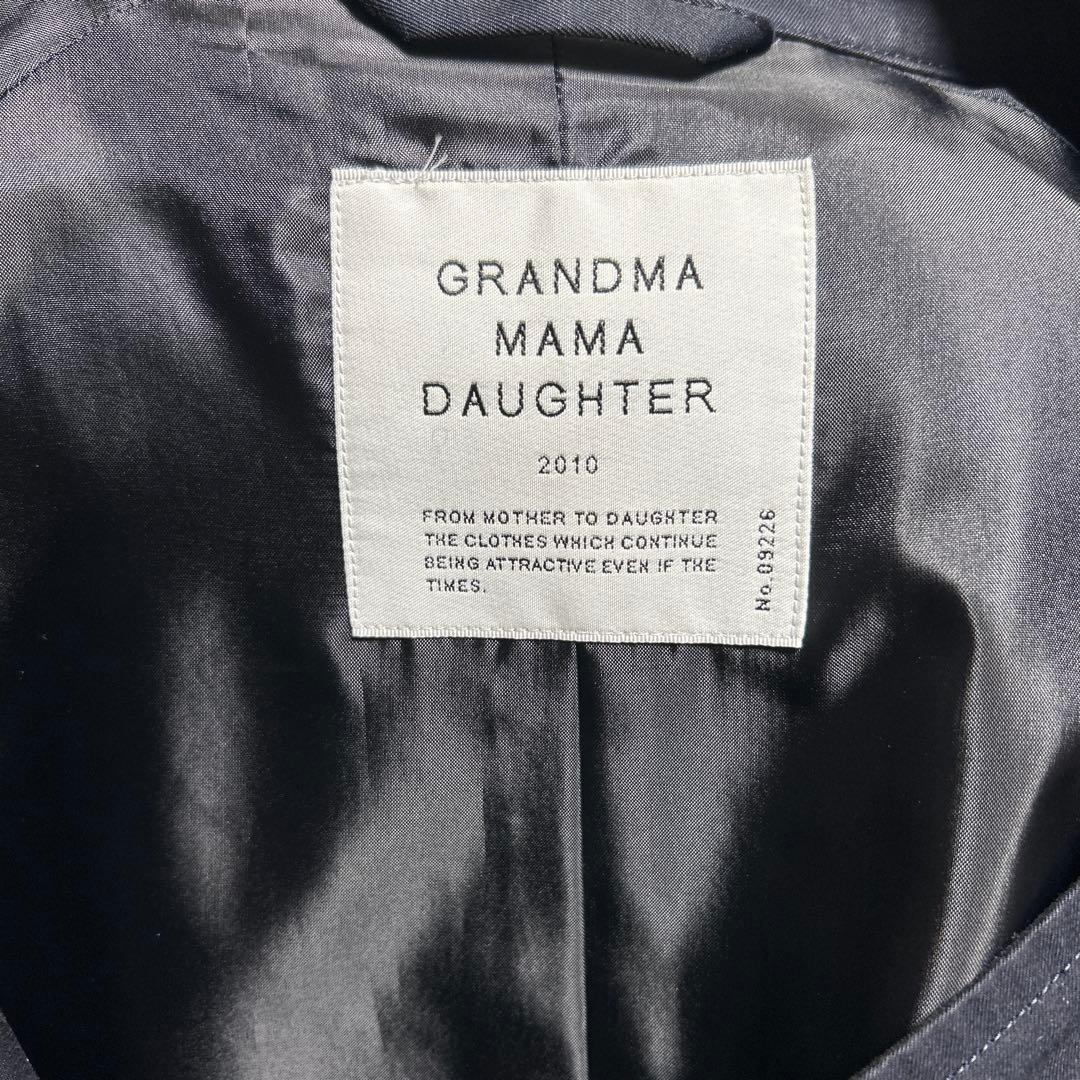 GRANDMA
MAMA
DAUGHTER
2010
FROM MOTHER TO DAUGHTER
THE CLOTHES WHICH CONTINUE
BEING ATTRACTIVE EVEN IF THE
TIMES.
No.09226